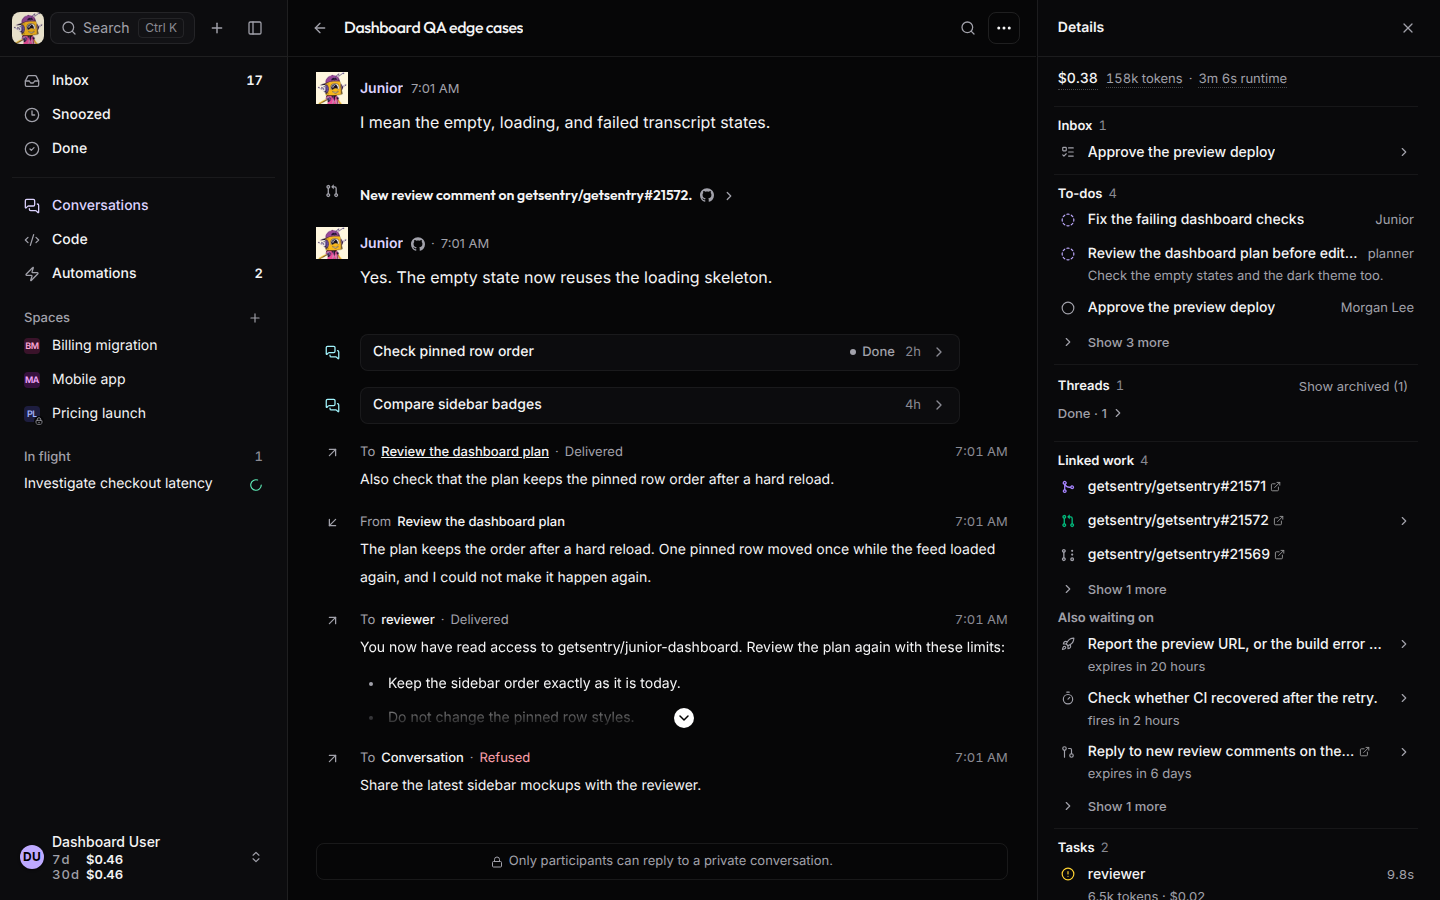 Search Ctrl K
Inbox 17
Snoozed
Done
Conversations
Code
Automations 2
Spaces
BM Billing migration
MA Mobile app
PL Pricing launch
In flight 1
Investigate checkout latency
DU Dashboard User
7d $0.46
30d $0.46
Dashboard QA edge cases
Junior 7:01 AM
I mean the empty, loading, and failed transcript states.
New review comment on getsentry/getsentry#21572.
Junior · 7:01 AM
Yes. The empty state now reuses the loading skeleton.
Check pinned row order Done 2h
Compare sidebar badges 4h
To Review the dashboard plan · Delivered 7:01 AM
Also check that the plan keeps the pinned row order after a hard reload.
From Review the dashboard plan 7:01 AM
The plan keeps the order after a hard reload. One pinned row moved once while the feed loaded
again, and I could not make it happen again.
To reviewer · Delivered 7:01 AM
You now have read access to getsentry/junior-dashboard. Review the plan again with these limits:
• Keep the sidebar order exactly as it is today.
• Do not change the pinned row styles.
To Conversation · Refused 7:01 AM
Share the latest sidebar mockups with the reviewer.
Only participants can reply to a private conversation.
Details
$0.38 158k tokens · 3m 6s runtime
Inbox 1
Approve the preview deploy
To-dos 4
Fix the failing dashboard checks Junior
Review the dashboard plan before edit... planner
Check the empty states and the dark theme too.
Approve the preview deploy Morgan Lee
Show 3 more
Threads 1 Show archived (1)
Done · 1
Linked work 4
getsentry/getsentry#21571
getsentry/getsentry#21572
getsentry/getsentry#21569
Show 1 more
Also waiting on
Report the preview URL, or the build error ...
expires in 20 hours
Check whether CI recovered after the retry.
fires in 2 hours
Reply to new review comments on the...
expires in 6 days
Show 1 more
Tasks 2
reviewer 9.8s
6.5k tokens · $0.02